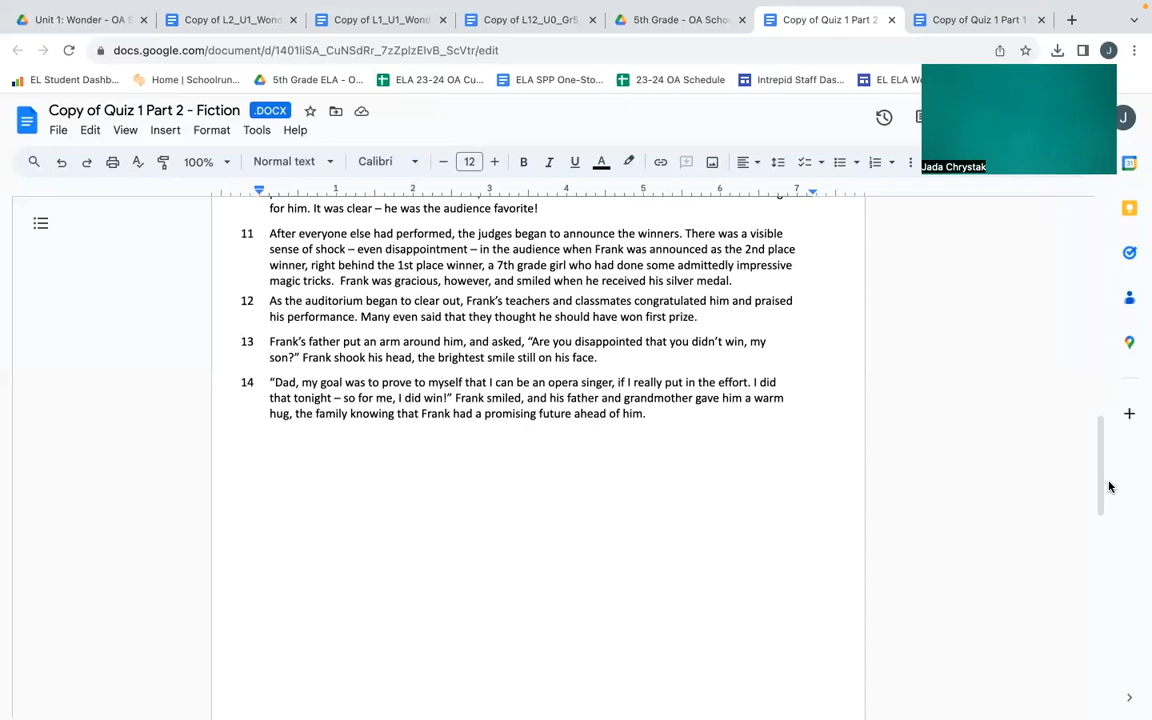 Unit 1: Wonder - OA S
Copy of L2_U1_Won
Copy of L1_U1_Wond
Copy of L12_U0_Gr5
5th Grade - OA Schoo
Copy of Quiz 1 Part 2
Copy of Quiz 1 Part 1
docs.google.com/document/d/1401IiSA_CuNSdRr_7zZpIzEIvB_ScVtr/edit
J
EL Student Dashb...
Home | Schoolrun...
5th Grade ELA - O...
ELA 23-24 OA Cu...
ELA SPP One-Sto...
23-24 OA Schedule
Intrepid Staff Das...
EL ELA We
Copy of Quiz 1 Part 2 - Fiction
.DOCX
J
File Edit View Insert Format Tools Help
Jada Chrystak
100% Normal text Calibri 12 B I U A
1 2 3 4 5 6 7
for him. It was clear – he was the audience favorite!
11 After everyone else had performed, the judges began to announce the winners. There was a visible
sense of shock – even disappointment – in the audience when Frank was announced as the 2nd place
winner, right behind the 1st place winner, a 7th grade girl who had done some admittedly impressive
magic tricks. Frank was gracious, however, and smiled when he received his silver medal.
12 As the auditorium began to clear out, Frank's teachers and classmates congratulated him and praised
his performance. Many even said that they thought he should have won first prize.
13 Frank's father put an arm around him, and asked, "Are you disappointed that you didn't win, my
son?" Frank shook his head, the brightest smile still on his face.
14 "Dad, my goal was to prove to myself that I can be an opera singer, if I really put in the effort. I did
that tonight – so for me, I did win!" Frank smiled, and his father and grandmother gave him a warm
hug, the family knowing that Frank had a promising future ahead of him.